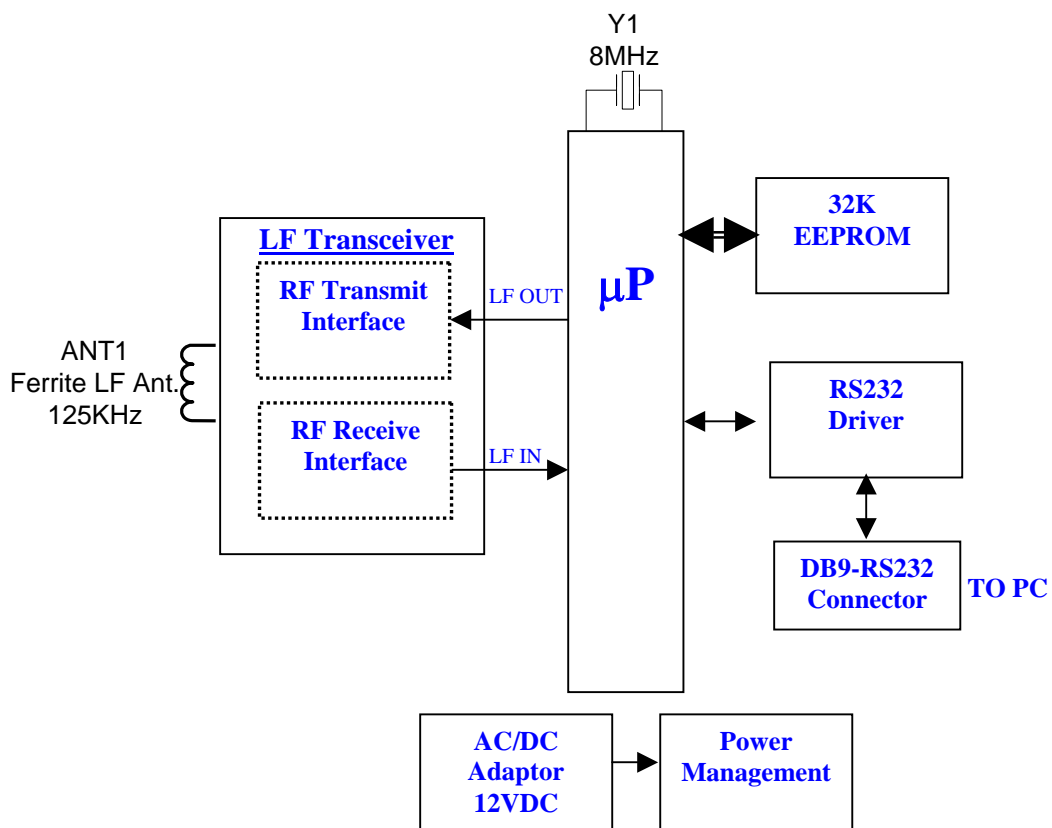 Y1
8MHz
32K
EEPROM
LF Transceiver
RF Transmit
Interface
LF OUT
µP
ANT1
Ferrite LF Ant.
125KHz
RF Receive
Interface
LF IN
RS232
Driver
DB9-RS232
Connector
TO PC
AC/DC
Adaptor
12VDC
Power
Management